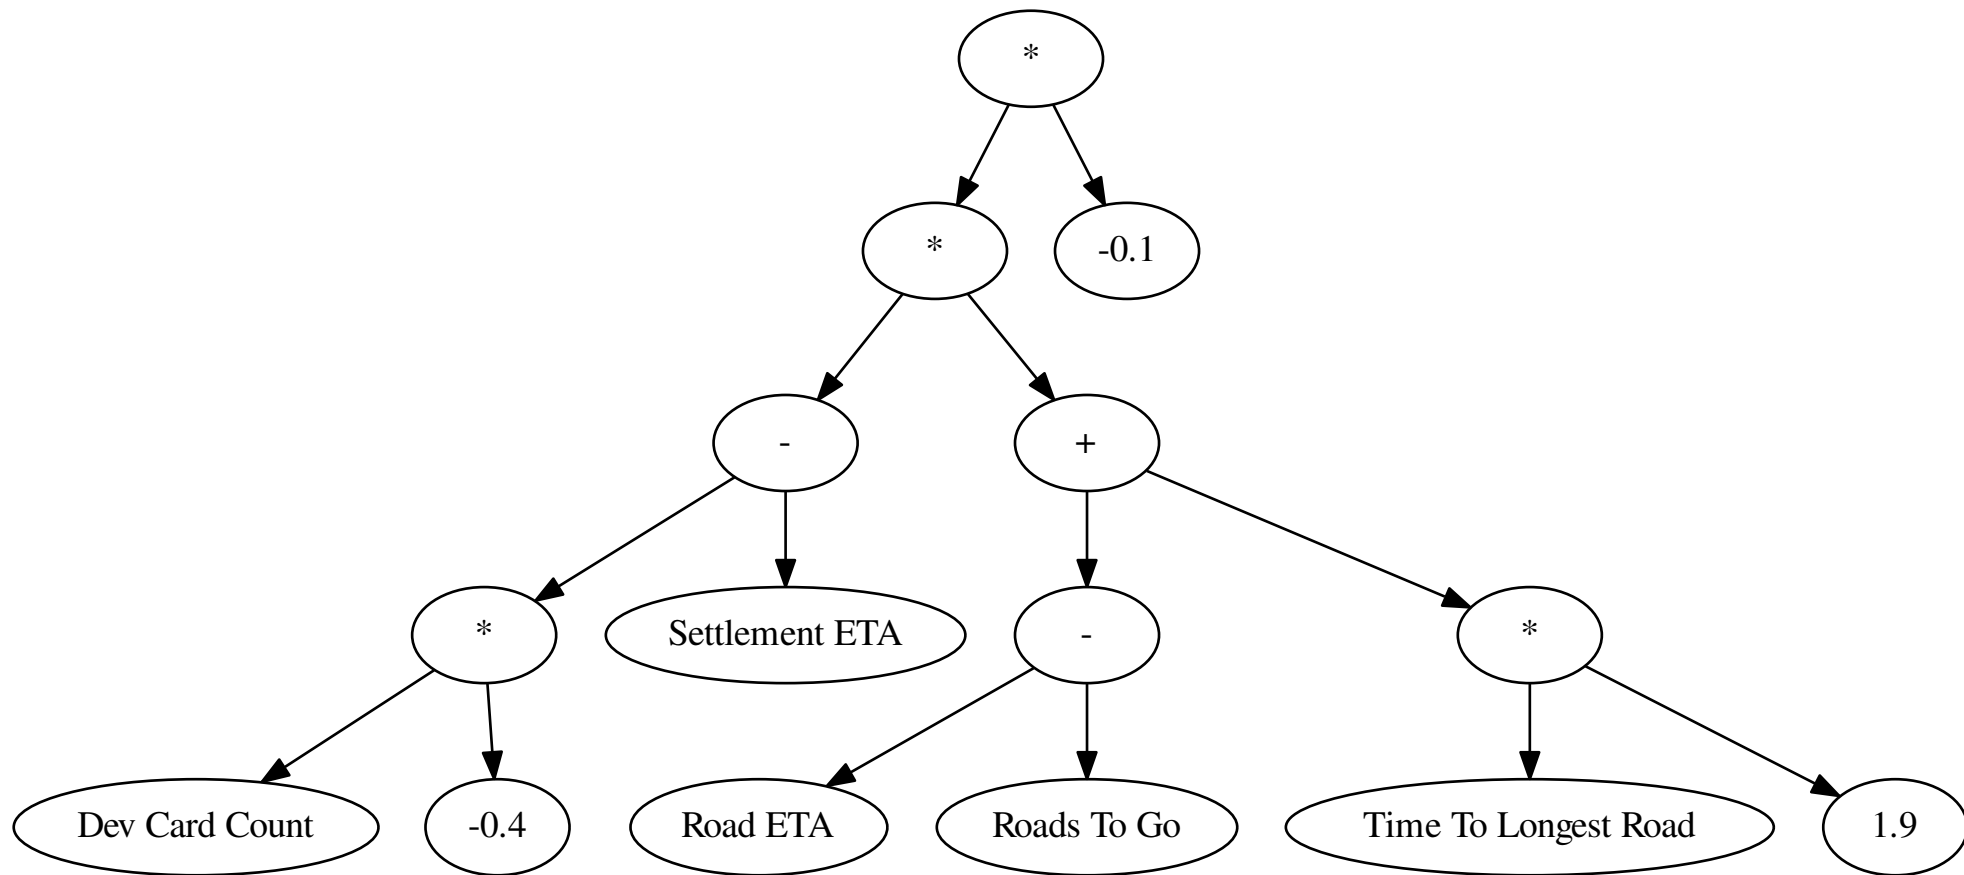 *
*
-0.1
-
+
*
Settlement ETA
-
*
Dev Card Count
-0.4
Road ETA
Roads To Go
Time To Longest Road
1.9